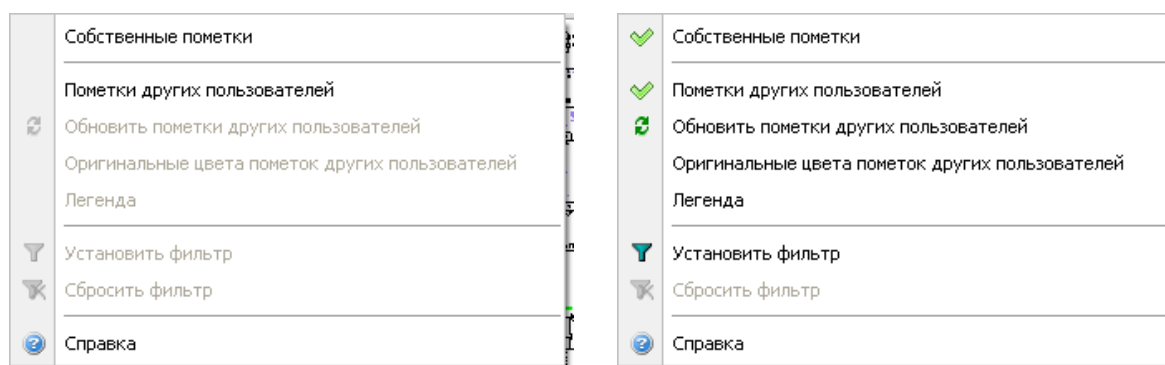 Собственные пометки
Пометки других пользователей
Обновить пометки других пользователей
Оригинальные цвета пометок других пользователей
Легенда
Установить фильтр
Сбросить фильтр
Справка
Собственные пометки
Пометки других пользователей
Обновить пометки других пользователей
Оригинальные цвета пометок других пользователей
Легенда
Установить фильтр
Сбросить фильтр
Справка